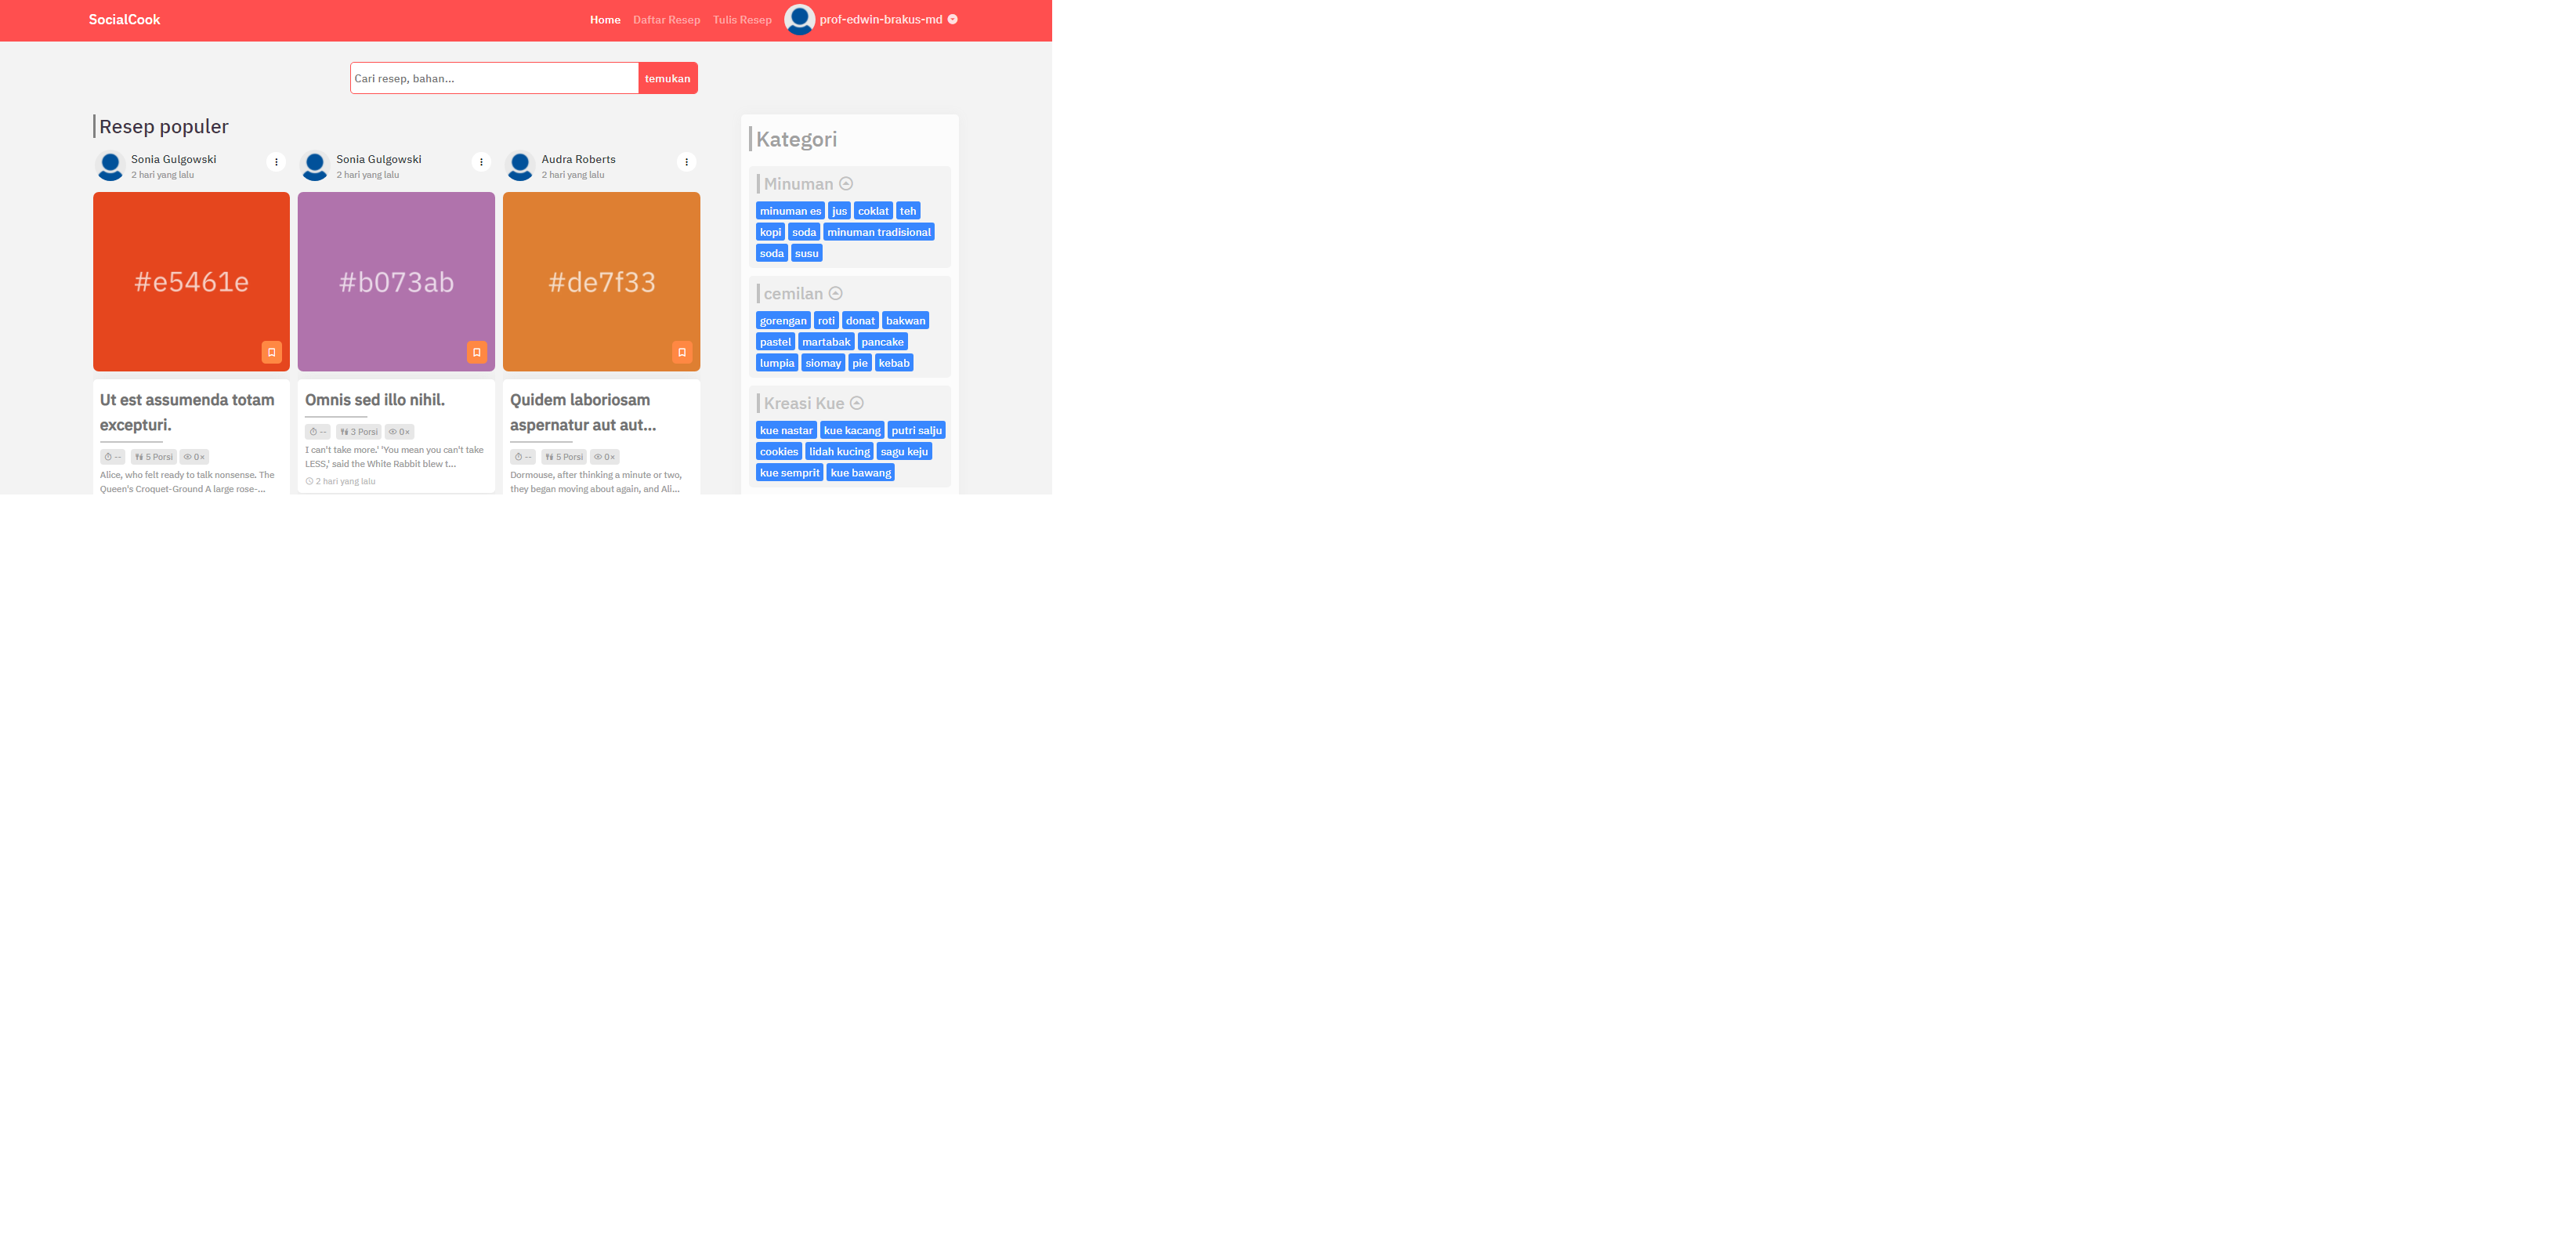 SocialCook
Home Daftar Resep Tulis Resep prof-edwin-brakus-md
Cari resep, bahan... temukan
Resep populer
Sonia Gulgowski
2 hari yang lalu
#e5461e
Ut est assumenda totam
excepturi.
-- 5 Porsi 0×
Alice, who felt ready to talk nonsense. The
Queen's Croquet-Ground A large rose-...
Sonia Gulgowski
2 hari yang lalu
#b073ab
Omnis sed illo nihil.
-- 3 Porsi 0×
I can't take more.' 'You mean you can't take
LESS,' said the White Rabbit blew t...
2 hari yang lalu
Audra Roberts
2 hari yang lalu
#de7f33
Quidem laboriosam
aspernatur aut aut...
-- 5 Porsi 0×
Dormouse, after thinking a minute or two,
they began moving about again, and Ali...
Kategori
Minuman
minuman es jus coklat teh
kopi soda minuman tradisional
soda susu
cemilan
gorengan roti donat bakwan
pastel martabak pancake
lumpia siomay pie kebab
Kreasi Kue
kue nastar kue kacang putri salju
cookies lidah kucing sagu keju
kue semprit kue bawang